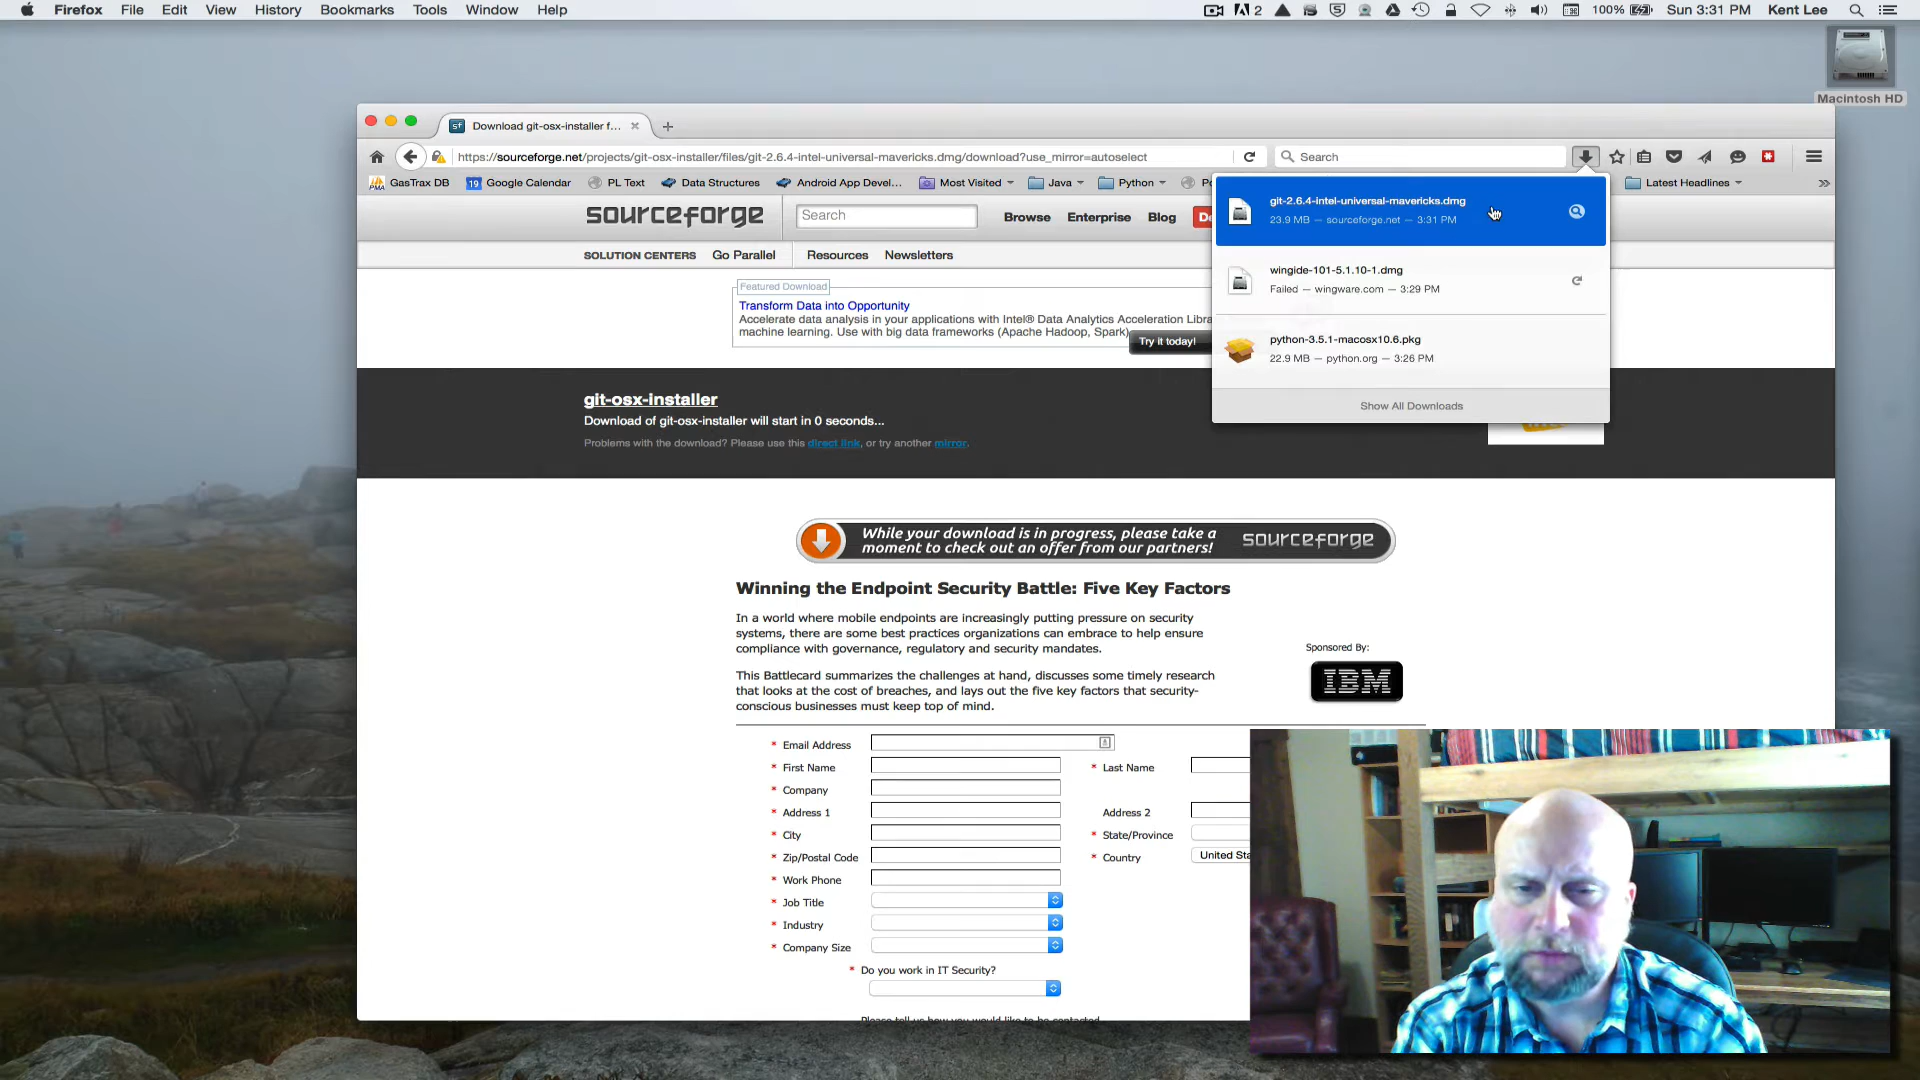 Firefox File Edit View History Bookmarks Tools Window Help
2 100% Sun 3:31 PM Kent Lee
Macintosh HD
sf Download git-osx-installer f...
https://sourceforge.net/projects/git-osx-installer/files/git-2.6.4-intel-universal-mavericks.dmg/download?use_mirror=autoselect
Search
PMA GasTrax DB 19 Google Calendar PL Text Data Structures Android App Devel... Most Visited Java Python Latest Headlines
git-2.6.4-intel-universal-mavericks.dmg
23.9 MB — sourceforge.net — 3:31 PM
wingide-101-5.1.10-1.dmg
Failed — wingware.com — 3:29 PM
python-3.5.1-macosx10.6.pkg
22.9 MB — python.org — 3:26 PM
Show All Downloads
sourceforge Search Browse Enterprise Blog
SOLUTION CENTERS Go Parallel Resources Newsletters
Featured Download
Transform Data into Opportunity
Accelerate data analysis in your applications with Intel® Data Analytics Acceleration
machine learning. Use with big data frameworks (Apache Hadoop, Spark).
Try it today!
git-osx-installer
Download of git-osx-installer will start in 0 seconds...
Problems with the download? Please use this direct link, or try another mirror.
While your download is in progress, please take a
moment to check out an offer from our partners!
sourceforge
Winning the Endpoint Security Battle: Five Key Factors
In a world where mobile endpoints are increasingly putting pressure on security
systems, there are some best practices organizations can embrace to help ensure
compliance with governance, regulatory and security mandates.
This Battlecard summarizes the challenges at hand, discusses some timely research
that looks at the cost of breaches, and lays out the five key factors that security-
conscious businesses must keep top of mind.
Sponsored By:
IBM
* Email Address
* First Name * Last Name
* Company
* Address 1 Address 2
* City * State/Province
* Zip/Postal Code * Country United Sta
* Work Phone
* Job Title
* Industry
* Company Size
* Do you work in IT Security?
Please tell us how you would like to be contacted